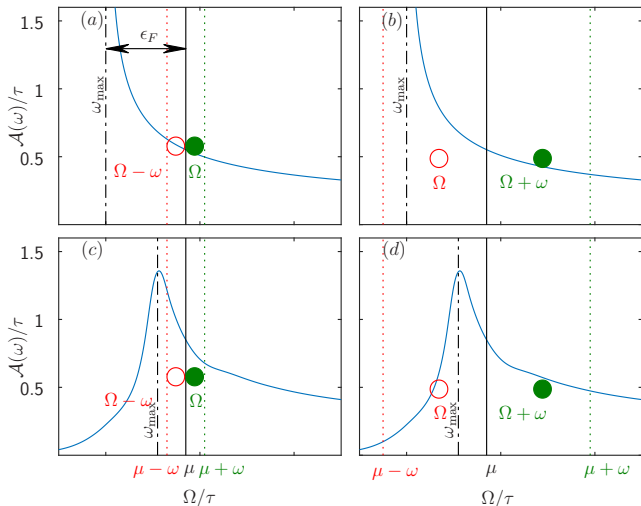 (a)
ϵ_F
1.5
1
0.5
𝒜(ω)/τ
ω_max
Ω − ω
Ω
(b)
ω_max
Ω
Ω + ω
(c)
1.5
1
0.5
𝒜(ω)/τ
ω_max
Ω − ω
Ω
μ − ω
μ
μ + ω
Ω/τ
(d)
ω_max
Ω
Ω + ω
μ − ω
μ
μ + ω
Ω/τ